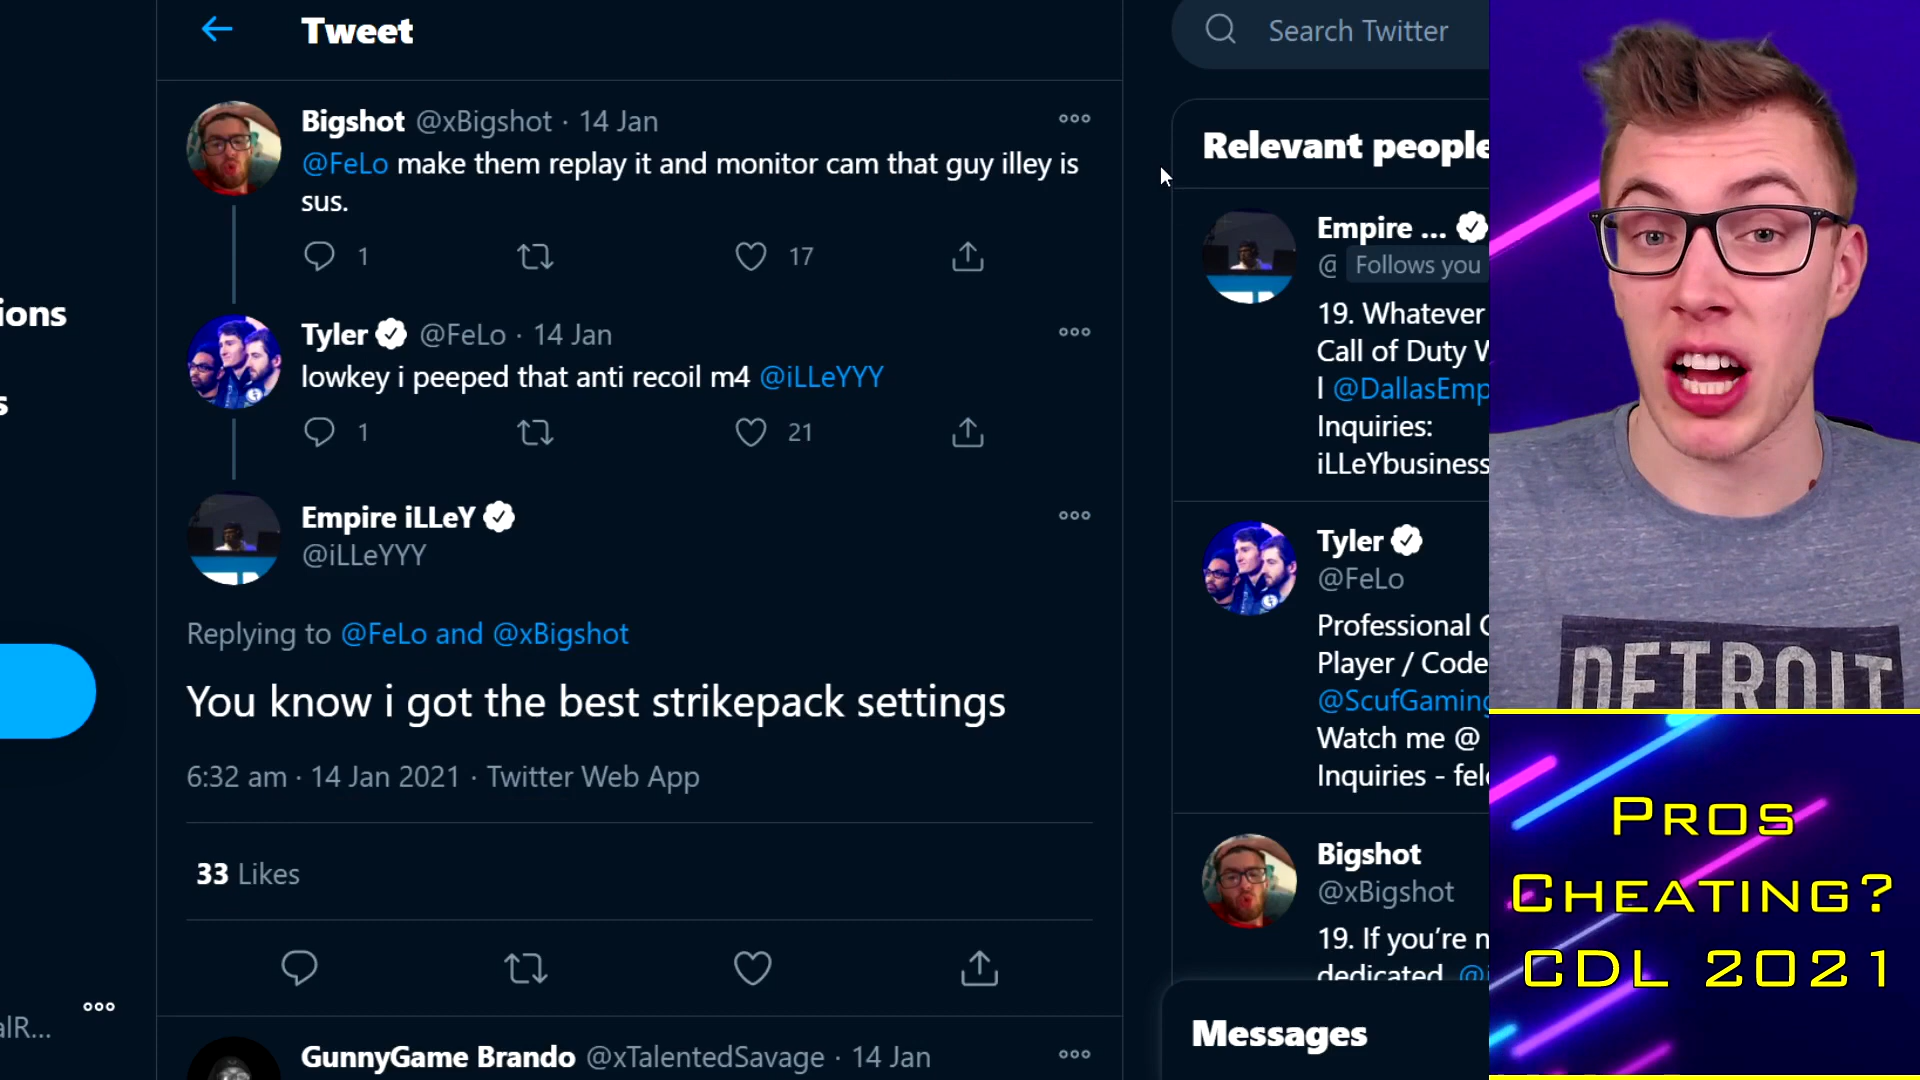 Tweet
Search Twitter
Bigshot @xBigshot · 14 Jan
@FeLo make them replay it and monitor cam that guy illey is
sus.
1
17
Tyler @FeLo · 14 Jan
lowkey i peeped that anti recoil m4 @iLLeYYY
1
21
Empire iLLeY
@iLLeYYY
Replying to @FeLo and @xBigshot
You know i got the best strikepack settings
6:32 am · 14 Jan 2021 · Twitter Web App
33 Likes
GunnyGame Brando @xTalentedSavage · 14 Jan
ions
s
alR...
Relevant people
Empire ...
@ Follows you
19. Whatever
Call of Duty W
l @DallasEmp
Inquiries:
iLLeYbusiness
Tyler
@FeLo
Professional C
Player / Code
@ScufGaming
Watch me @
Inquiries - felo
Bigshot
@xBigshot
19. If you're n
dedicated. @i
Messages
DETROIT
Pros
Cheating?
CDL 2021